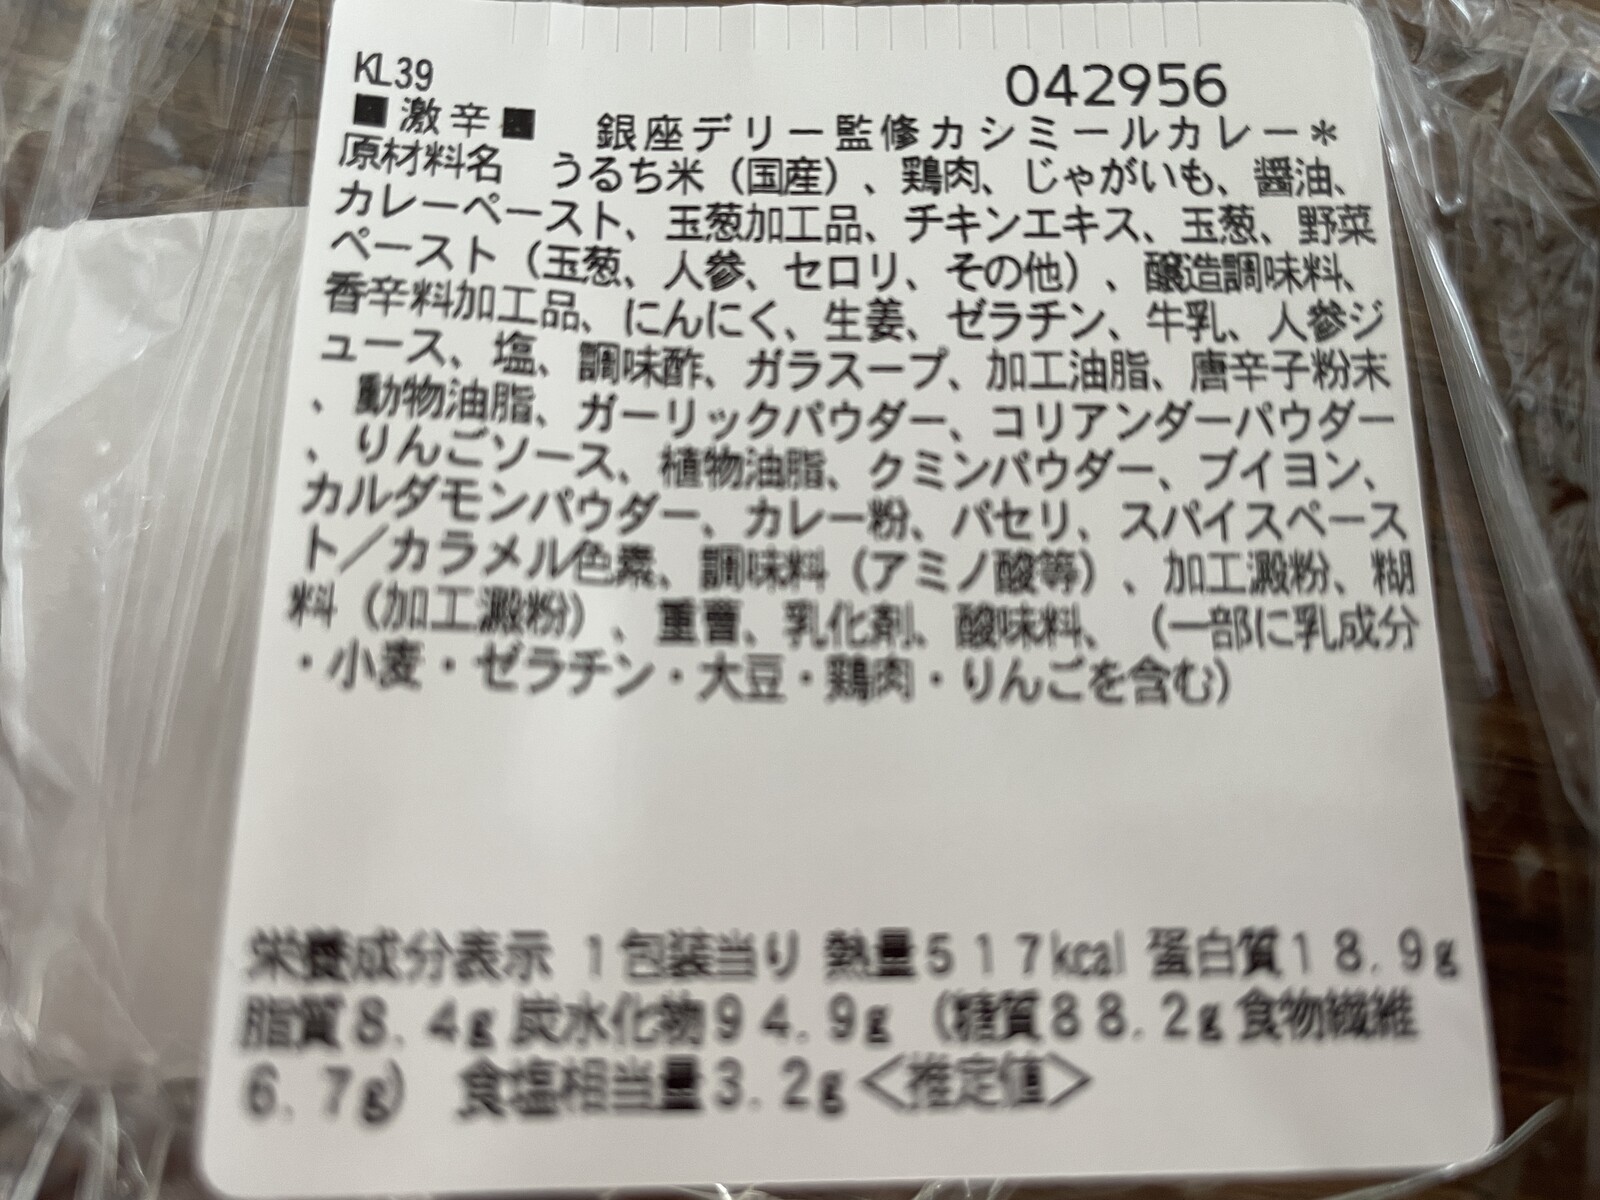 KL39
042956
■激辛■ 銀座デリー監修カシミールカレー＊
原材料名 うるち米（国産）、鶏肉、じゃがいも、醤油、
カレーペースト、玉葱加工品、チキンエキス、玉葱、野菜
ペースト（玉葱、人参、セロリ、その他）、醸造調味料、
香辛料加工品、にんにく、生姜、ゼラチン、牛乳、人参ジ
ュース、塩、調味酢、ガラスープ、加工油脂、唐辛子粉末
、動物油脂、ガーリックパウダー、コリアンダーパウダー
、りんごソース、植物油脂、クミンパウダー、ブイヨン、
カルダモンパウダー、カレー粉、パセリ、スパイスペース
ト／カラメル色素、調味料（アミノ酸等）、加工澱粉、糊
料（加工澱粉）、重曹、乳化剤、酸味料、（一部に乳成分
・小麦・ゼラチン・大豆・鶏肉・りんごを含む）
栄養成分表示 1包装当り 熱量517kcal 蛋白質18.9g
脂質8.4g 炭水化物94.9g（糖質88.2g 食物繊維
6.7g） 食塩相当量3.2g＜推定値＞